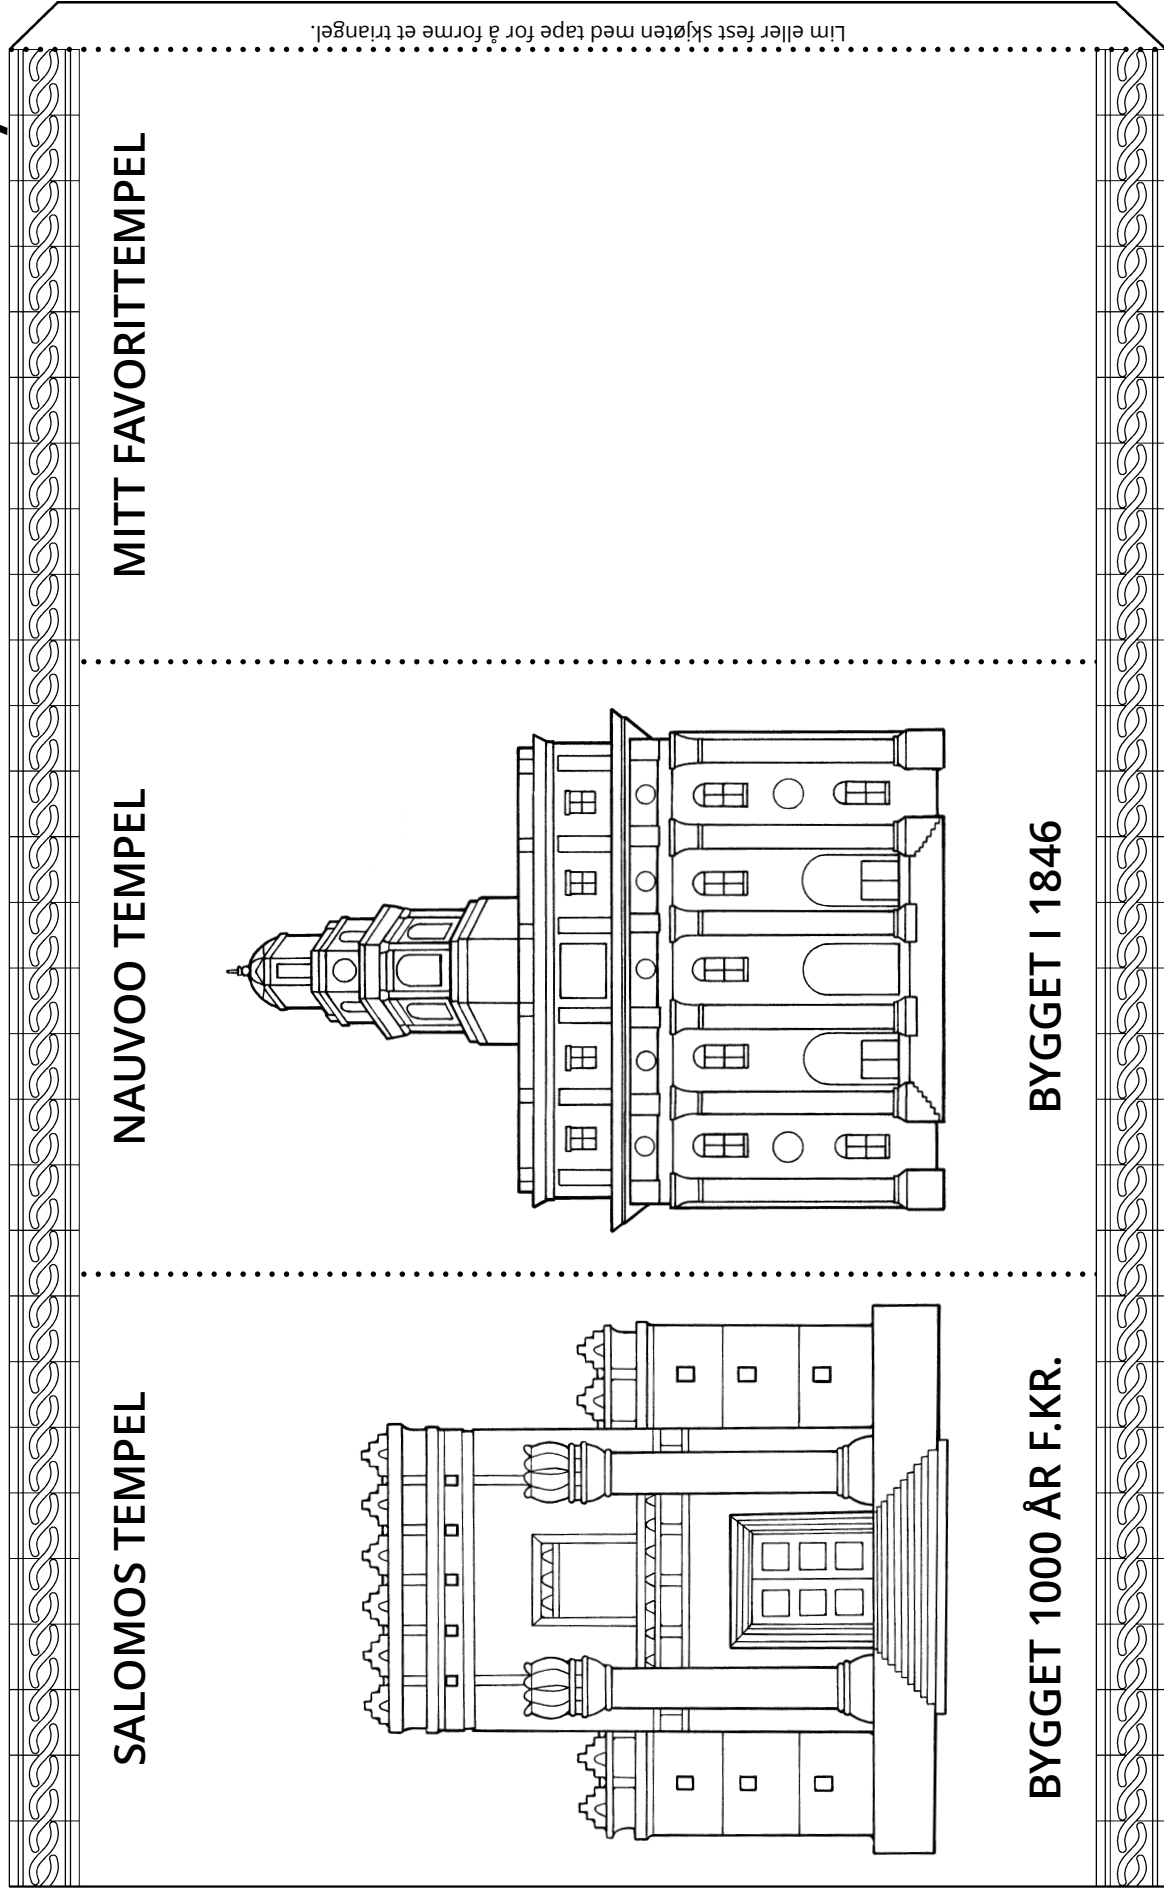 SALOMOS TEMPEL
BYGGET 1000 ÅR F.KR.
NAUVOO TEMPEL
BYGGET I 1846
MITT FAVORITTEMPEL
Lim eller fest skjøten med tape for å forme et triangel.